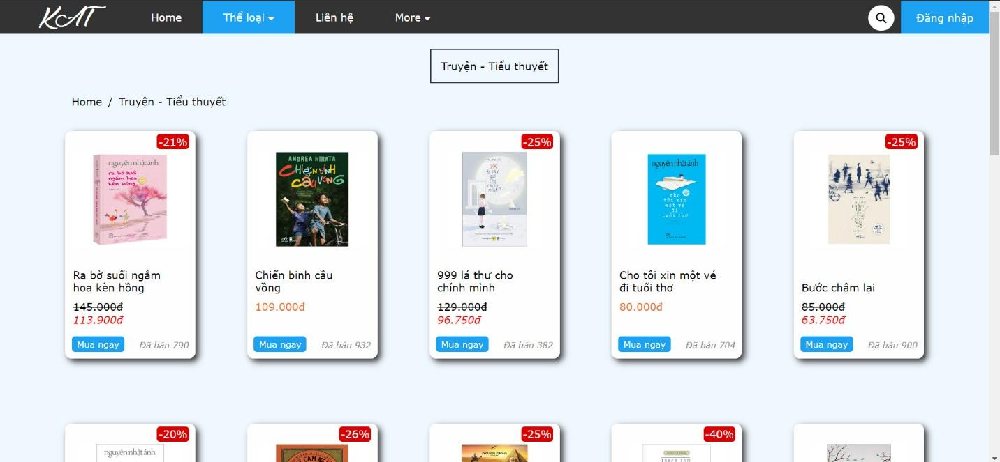 KAT
Home
Thể loại
Liên hệ
More
Đăng nhập
Truyện - Tiểu thuyết
Home / Truyện - Tiểu thuyết
-21%
-25%
-25%
nguyễn nhật ánh
ra bờ suối
ngắm hoa
kèn hồng
ANDREA HIRATA
Chiến binh
CẦU VỒNG
999
lá thư
gửi
cho
chính
mình
nguyễn nhật ánh
cho
tôi xin
một vé
đi
tuổi thơ
Ra bờ suối ngắm
hoa kèn hồng
145.000đ
113.900đ
Mua ngay
Đã bán 790
Chiến binh cầu
vồng
109.000đ
Mua ngay
Đã bán 932
999 lá thư cho
chính mình
129.000đ
96.750đ
Mua ngay
Đã bán 382
Cho tôi xin một vé
đi tuổi thơ
80.000đ
Mua ngay
Đã bán 704
Bước chậm lại
85.000đ
63.750đ
Mua ngay
Đã bán 900
-20%
-26%
-25%
-40%
nguyễn nhật ánh
NGUYÊN PHONG